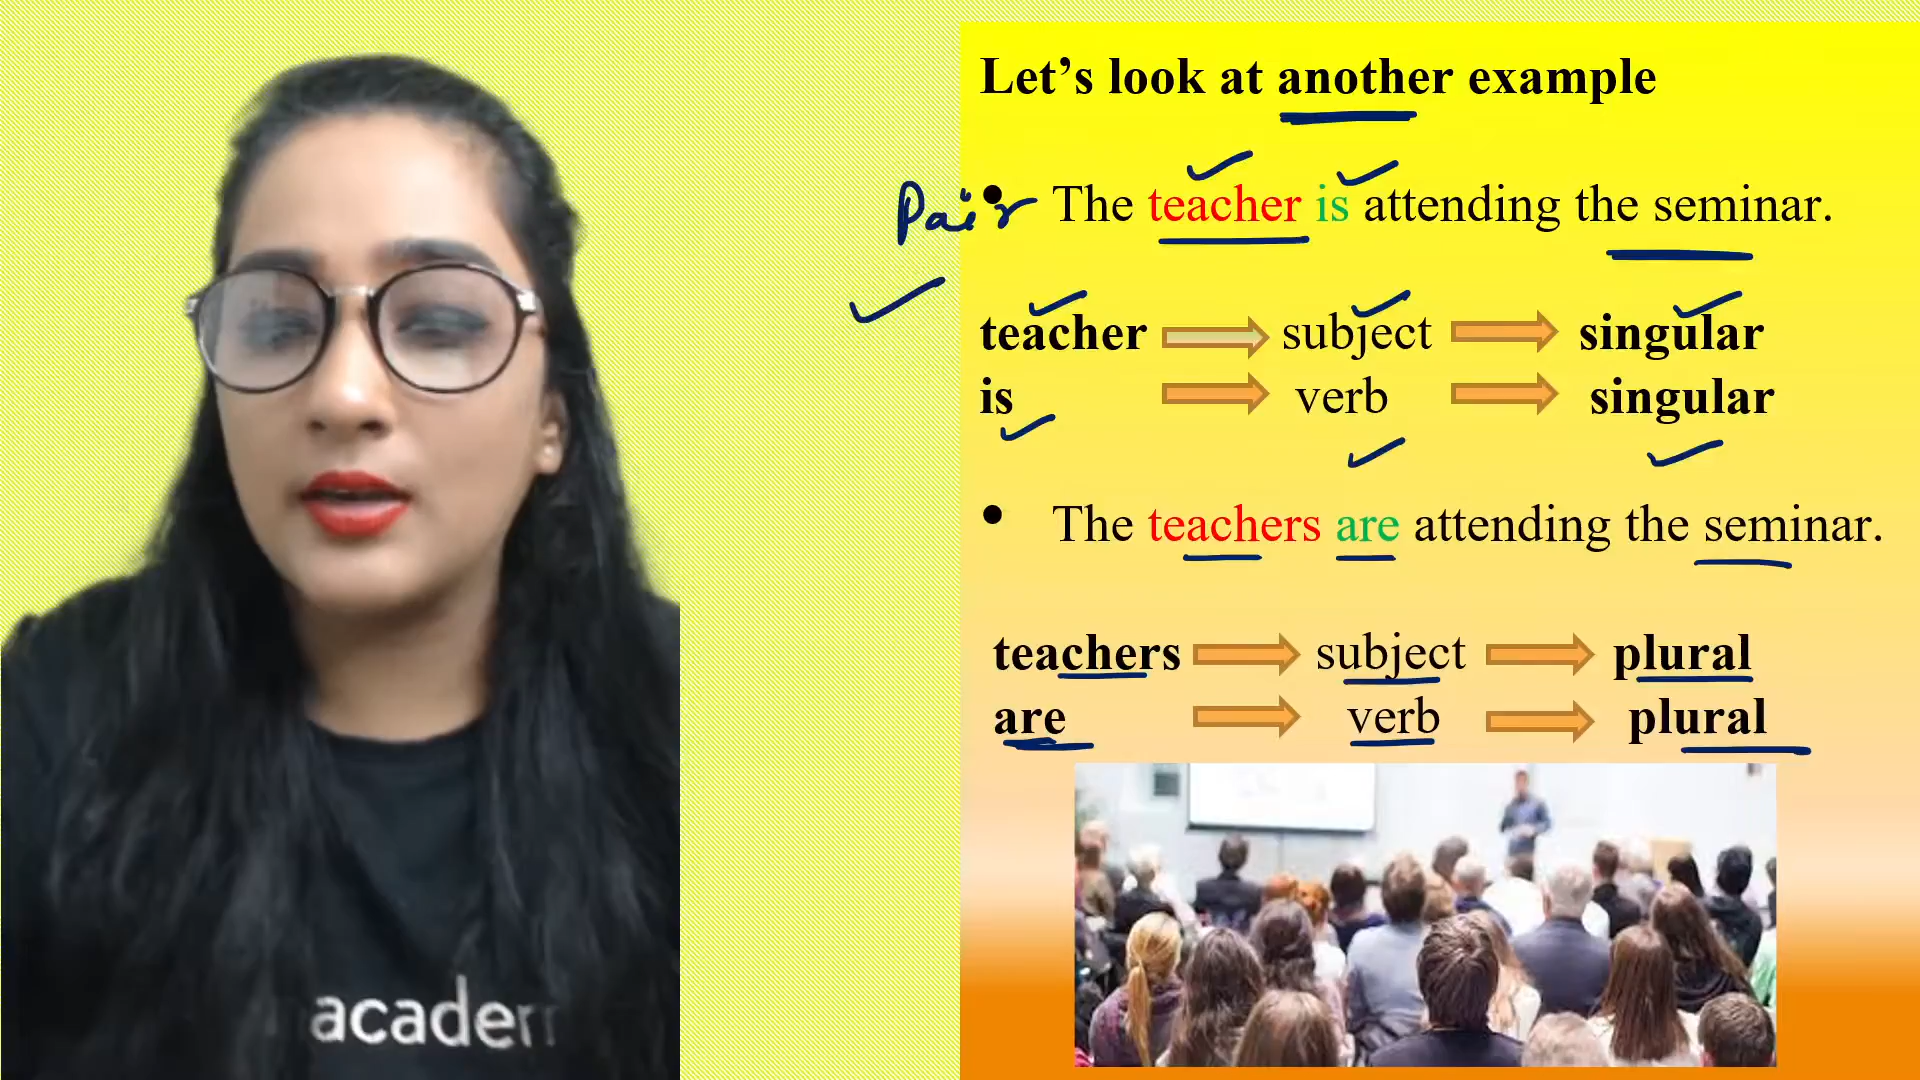 Let’s look at another example
Pair
• The teacher is attending the seminar.
teacher subject singular
is verb singular
• The teachers are attending the seminar.
teachers subject plural
are verb plural
academ